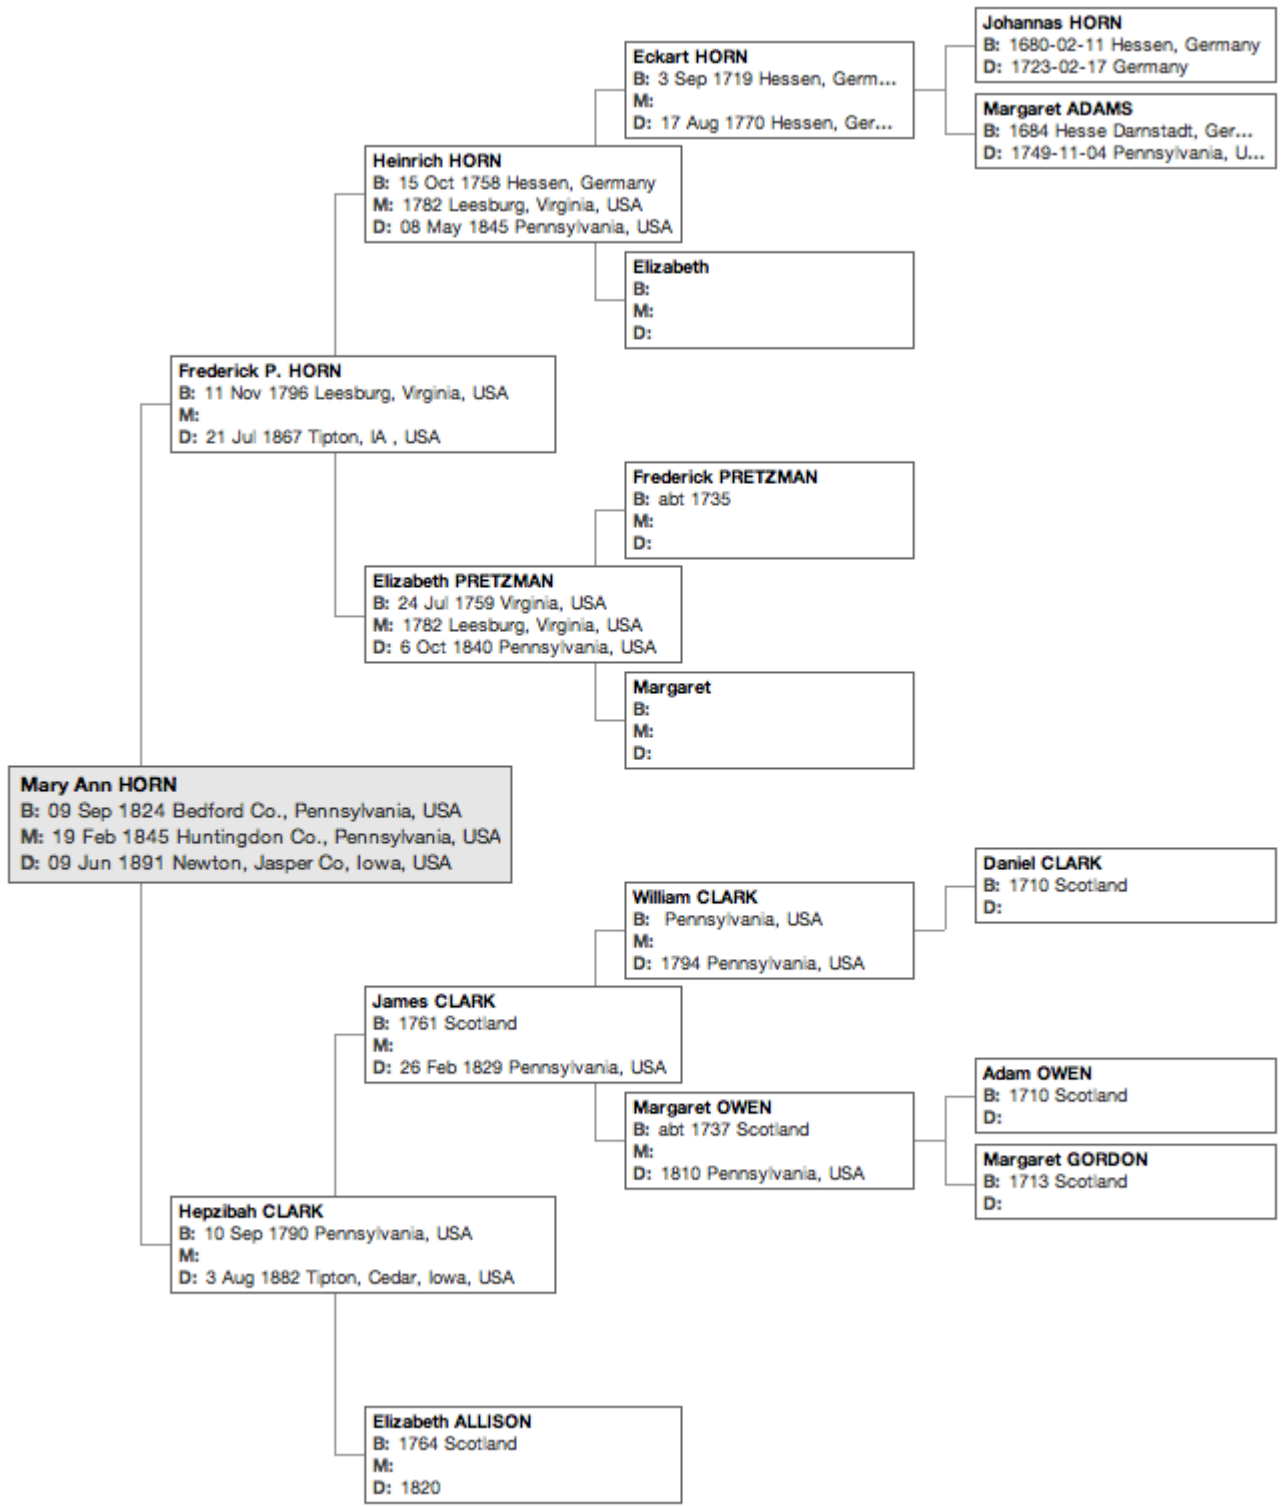 Johannas HORN
B: 1680-02-11 Hessen, Germany
D: 1723-02-17 Germany
Eckart HORN
B: 3 Sep 1719 Hessen, Germ...
M:
D: 17 Aug 1770 Hessen, Ger...
Margaret ADAMS
B: 1684 Hesse Darnstadt, Ger...
D: 1749-11-04 Pennsylvania, U...
Heinrich HORN
B: 15 Oct 1758 Hessen, Germany
M: 1782 Leesburg, Virginia, USA
D: 08 May 1845 Pennsylvania, USA
Elizabeth
B:
M:
D:
Frederick P. HORN
B: 11 Nov 1796 Leesburg, Virginia, USA
M:
D: 21 Jul 1867 Tipton, IA , USA
Frederick PRETZMAN
B: abt 1735
M:
D:
Elizabeth PRETZMAN
B: 24 Jul 1759 Virginia, USA
M: 1782 Leesburg, Virginia, USA
D: 6 Oct 1840 Pennsylvania, USA
Margaret
B:
M:
D:
Mary Ann HORN
B: 09 Sep 1824 Bedford Co., Pennsylvania, USA
M: 19 Feb 1845 Huntingdon Co., Pennsylvania, USA
D: 09 Jun 1891 Newton, Jasper Co, Iowa, USA
Daniel CLARK
B: 1710 Scotland
D:
William CLARK
B: Pennsylvania, USA
M:
D: 1794 Pennsylvania, USA
James CLARK
B: 1761 Scotland
M:
D: 26 Feb 1829 Pennsylvania, USA
Adam OWEN
B: 1710 Scotland
D:
Margaret OWEN
B: abt 1737 Scotland
M:
D: 1810 Pennsylvania, USA
Margaret GORDON
B: 1713 Scotland
D:
Hepzibah CLARK
B: 10 Sep 1790 Pennsylvania, USA
M:
D: 3 Aug 1882 Tipton, Cedar, Iowa, USA
Elizabeth ALLISON
B: 1764 Scotland
M:
D: 1820